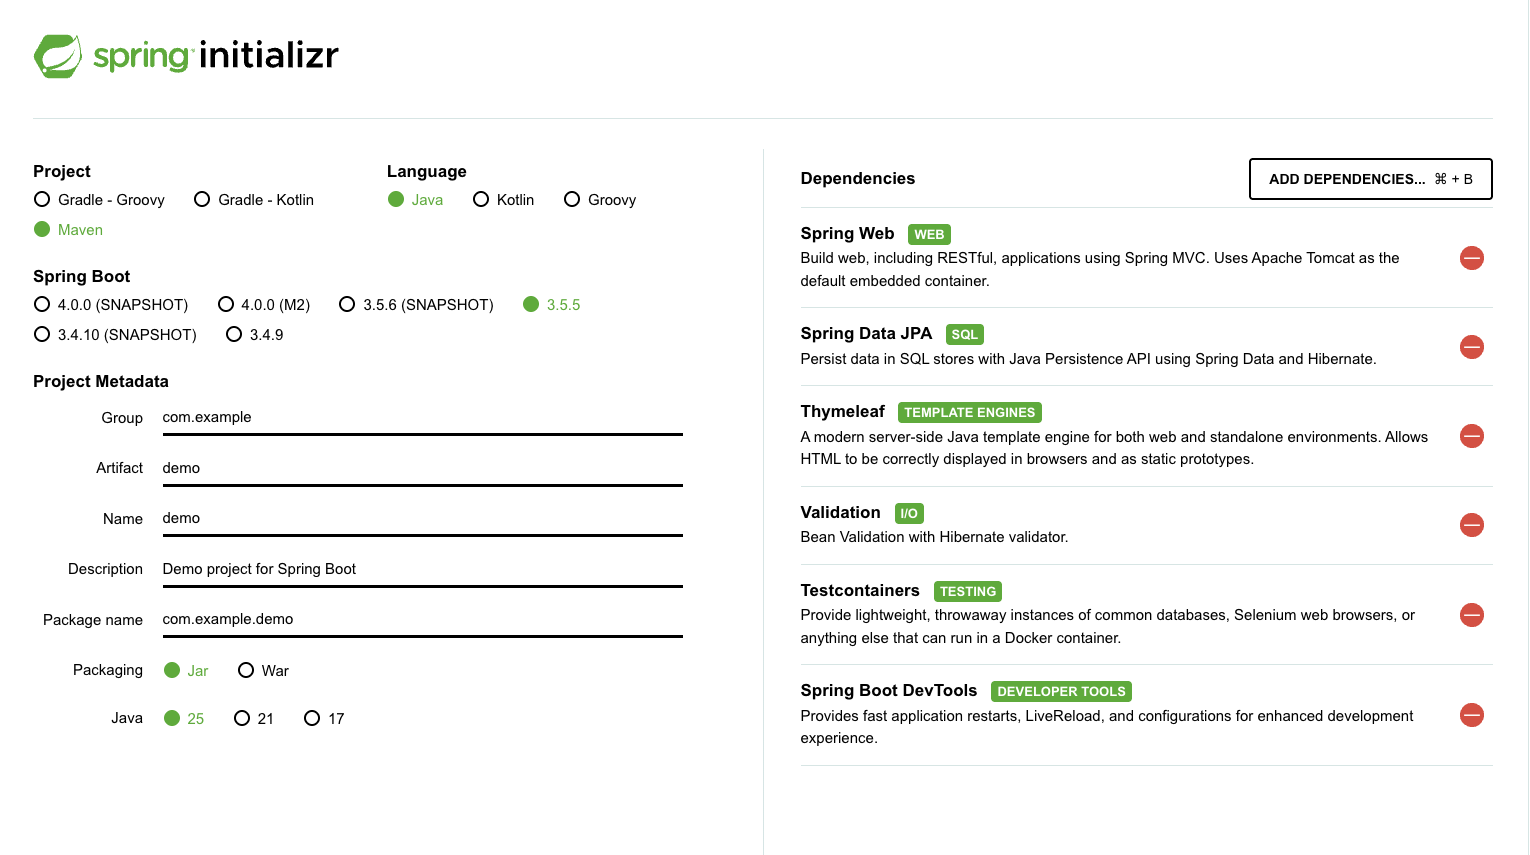 spring initializr
Project
Gradle - Groovy Gradle - Kotlin
Maven
Language
Java Kotlin Groovy
Spring Boot
4.0.0 (SNAPSHOT) 4.0.0 (M2) 3.5.6 (SNAPSHOT) 3.5.5
3.4.10 (SNAPSHOT) 3.4.9
Project Metadata
Group com.example
Artifact demo
Name demo
Description Demo project for Spring Boot
Package name com.example.demo
Packaging Jar War
Java 25 21 17
Dependencies
ADD DEPENDENCIES... ⌘ + B
Spring Web WEB
Build web, including RESTful, applications using Spring MVC. Uses Apache Tomcat as the
default embedded container.
Spring Data JPA SQL
Persist data in SQL stores with Java Persistence API using Spring Data and Hibernate.
Thymeleaf TEMPLATE ENGINES
A modern server-side Java template engine for both web and standalone environments. Allows
HTML to be correctly displayed in browsers and as static prototypes.
Validation I/O
Bean Validation with Hibernate validator.
Testcontainers TESTING
Provide lightweight, throwaway instances of common databases, Selenium web browsers, or
anything else that can run in a Docker container.
Spring Boot DevTools DEVELOPER TOOLS
Provides fast application restarts, LiveReload, and configurations for enhanced development
experience.